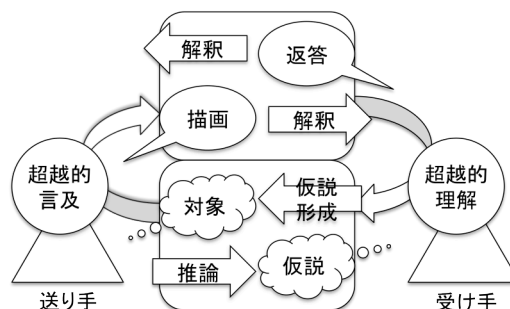 解釈
返答
描画
解釈
超越的
言及
超越的
理解
対象
仮説
形成
推論
仮説
送り手
受け手